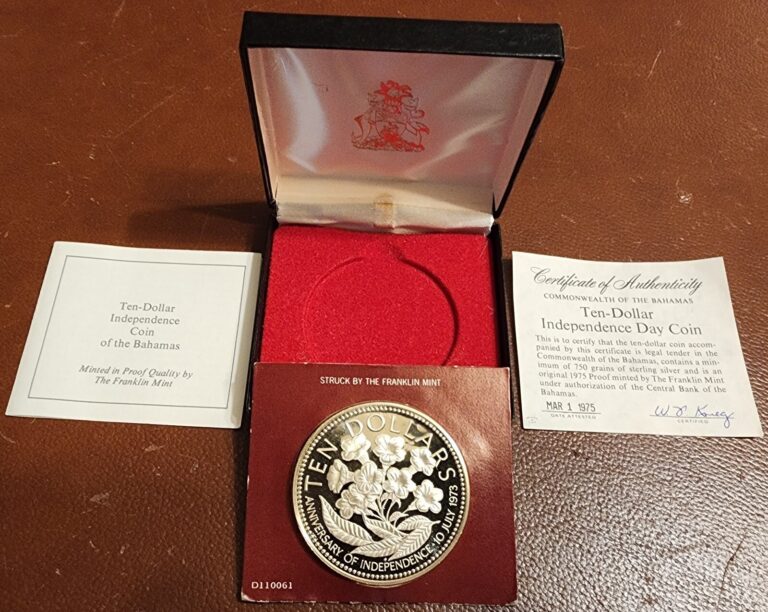 Ten-Dollar
Independence
Coin
of the Bahamas
Minted in Proof Quality by
The Franklin Mint
STRUCK BY THE FRANKLIN MINT
TEN DOLLARS
ANNIVERSARY OF INDEPENDENCE · 10 JULY 1973
D110061
Certificate of Authenticity
COMMONWEALTH OF THE BAHAMAS
Ten-Dollar
Independence Day Coin
This is to certify that the ten-dollar coin accom-
panied by this certificate is legal tender in the
Commonwealth of the Bahamas, contains a min-
imum of 750 grains of sterling silver and is an
original 1975 Proof minted by The Franklin Mint
under authorization of the Central Bank of the
Bahamas.
MAR 1 1975
DATE ATTESTED
CERTIFIED